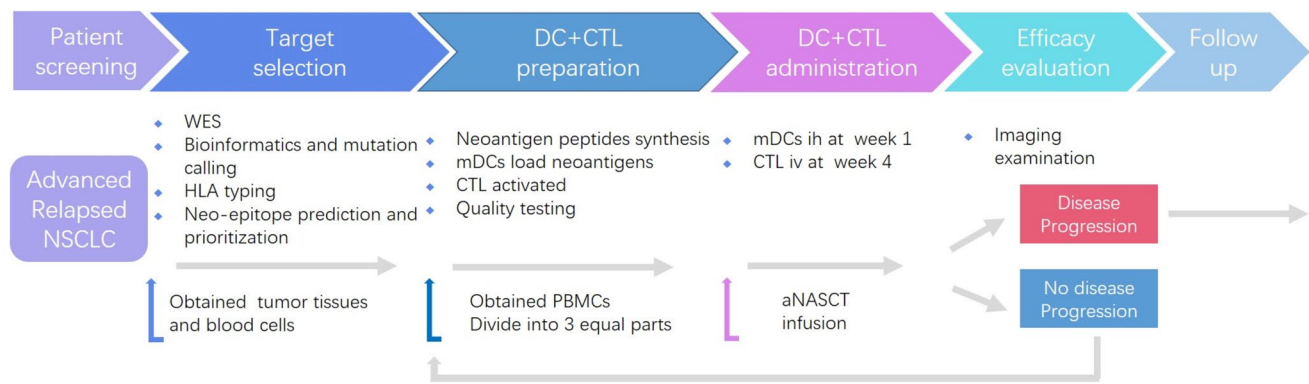 Patient
screening
Target
selection
DC+CTL
preparation
DC+CTL
administration
Efficacy
evaluation
Follow
up
Advanced
Relapsed
NSCLC
WES
Bioinformatics and mutation
calling
HLA typing
Neo-epitope prediction and
prioritization
Obtained tumor tissues
and blood cells
Neoantigen peptides synthesis
mDCs load neoantigens
CTL activated
Quality testing
Obtained PBMCs
Divide into 3 equal parts
mDCs ih at week 1
CTL iv at week 4
aNASCT
infusion
Imaging
examination
Disease
Progression
No disease
Progression